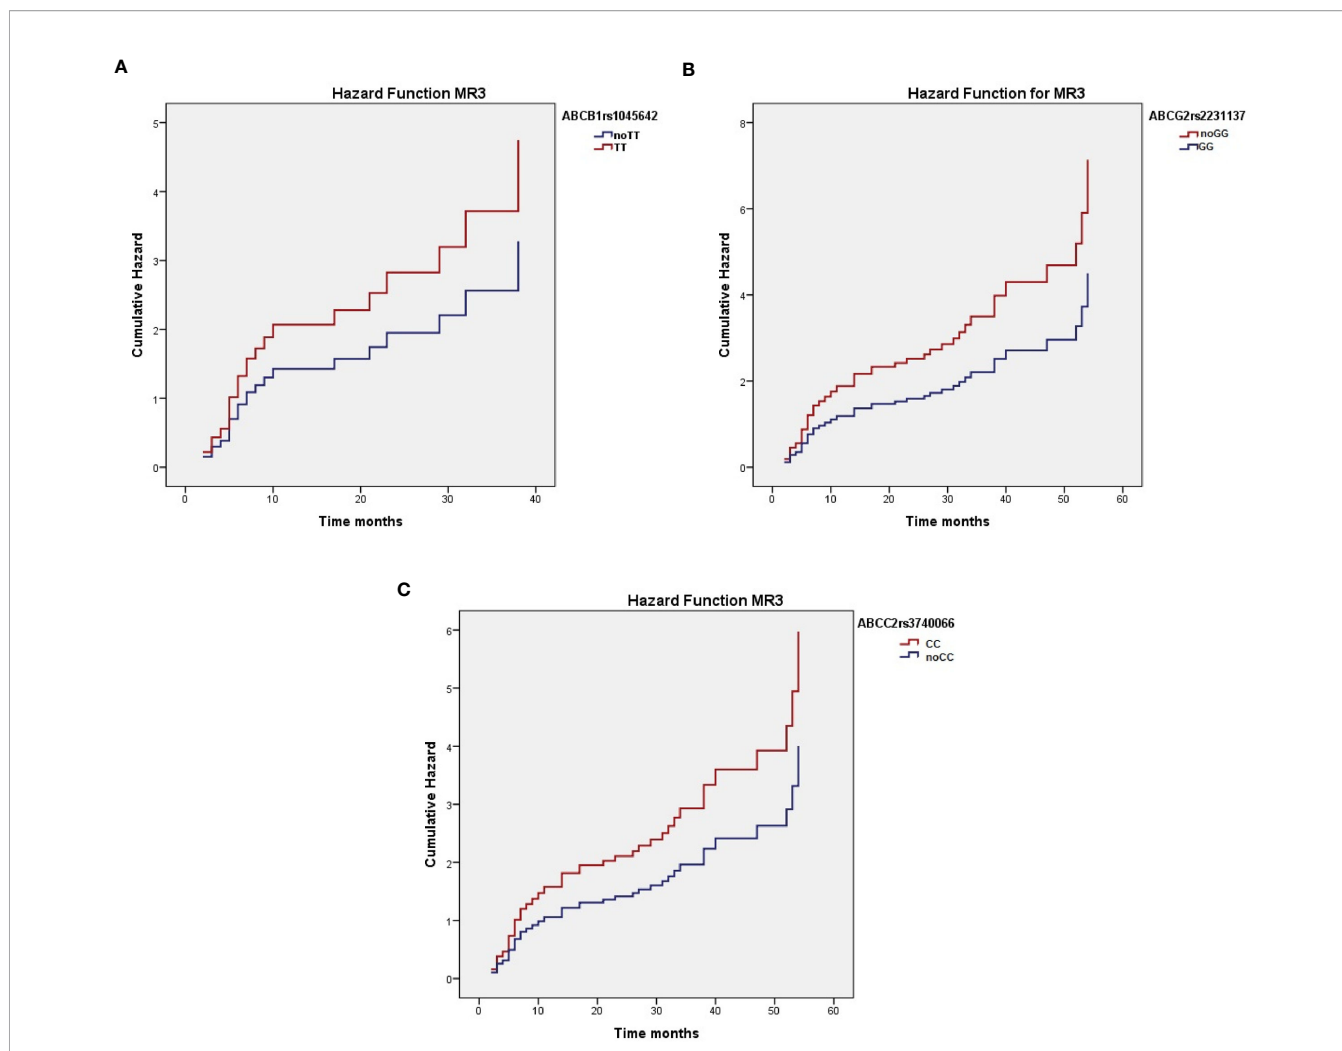 A
Hazard Function MR3
ABCB1rs1045642
noTT
TT
Cumulative Hazard
5
4
3
2
1
0
0 10 20 30 40
Time months
B
Hazard Function for MR3
ABCG2rs2231137
noGG
GG
Cumulative Hazard
8
6
4
2
0
0 10 20 30 40 50 60
Time months
C
Hazard Function MR3
ABCC2rs3740066
CC
noCC
Cumulative Hazard
6
5
4
3
2
1
0
0 10 20 30 40 50 60
Time months